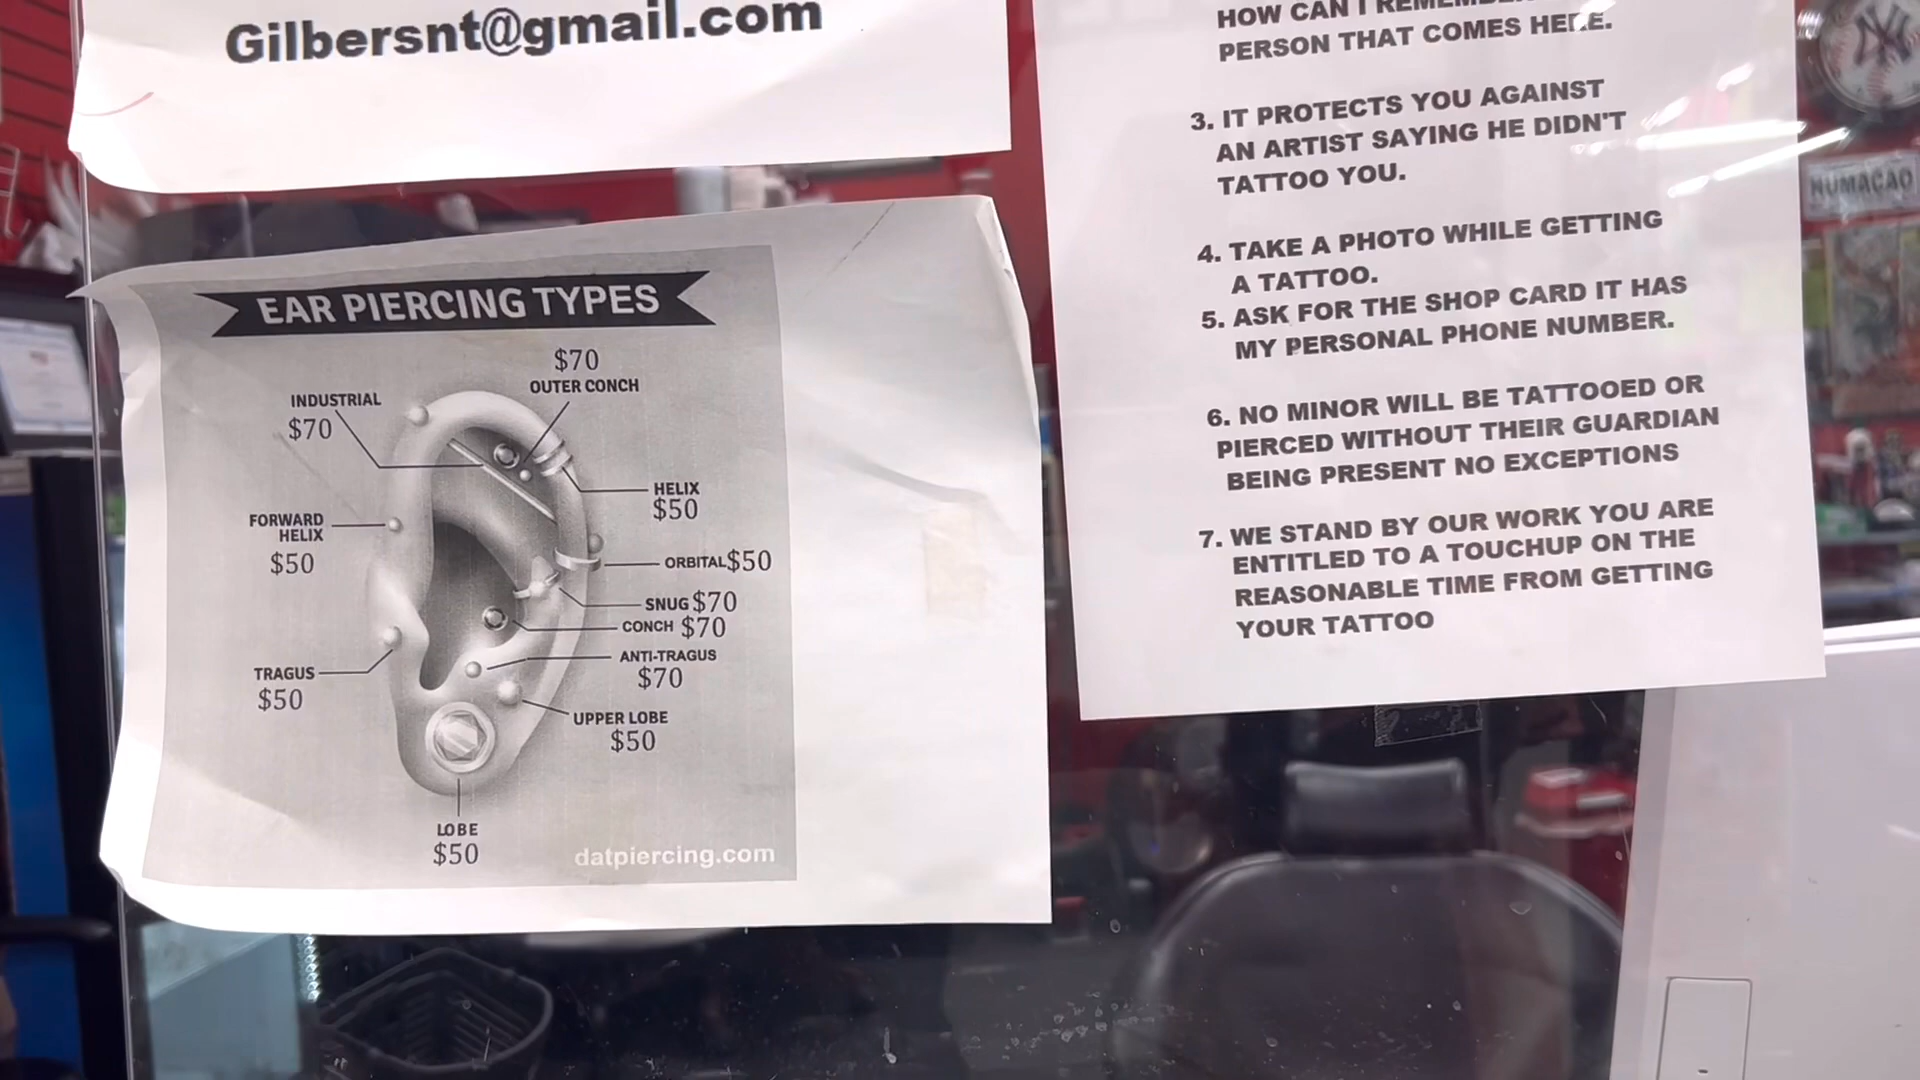 Gilbersnt@gmail.com
EAR PIERCING TYPES
$70
OUTER CONCH
INDUSTRIAL
$70
HELIX
$50
FORWARD
HELIX
$50
ORBITAL $50
SNUG $70
CONCH $70
ANTI-TRAGUS
$70
TRAGUS
$50
UPPER LOBE
$50
LOBE
$50
datpiercing.com
HOW CAN I
PERSON THAT COMES HERE.
3. IT PROTECTS YOU AGAINST
AN ARTIST SAYING HE DIDN'T
TATTOO YOU.
4. TAKE A PHOTO WHILE GETTING
A TATTOO.
5. ASK FOR THE SHOP CARD IT HAS
MY PERSONAL PHONE NUMBER.
6. NO MINOR WILL BE TATTOOED OR
PIERCED WITHOUT THEIR GUARDIAN
BEING PRESENT NO EXCEPTIONS
7. WE STAND BY OUR WORK YOU ARE
ENTITLED TO A TOUCHUP ON THE
REASONABLE TIME FROM GETTING
YOUR TATTOO
NY
HUMACAO